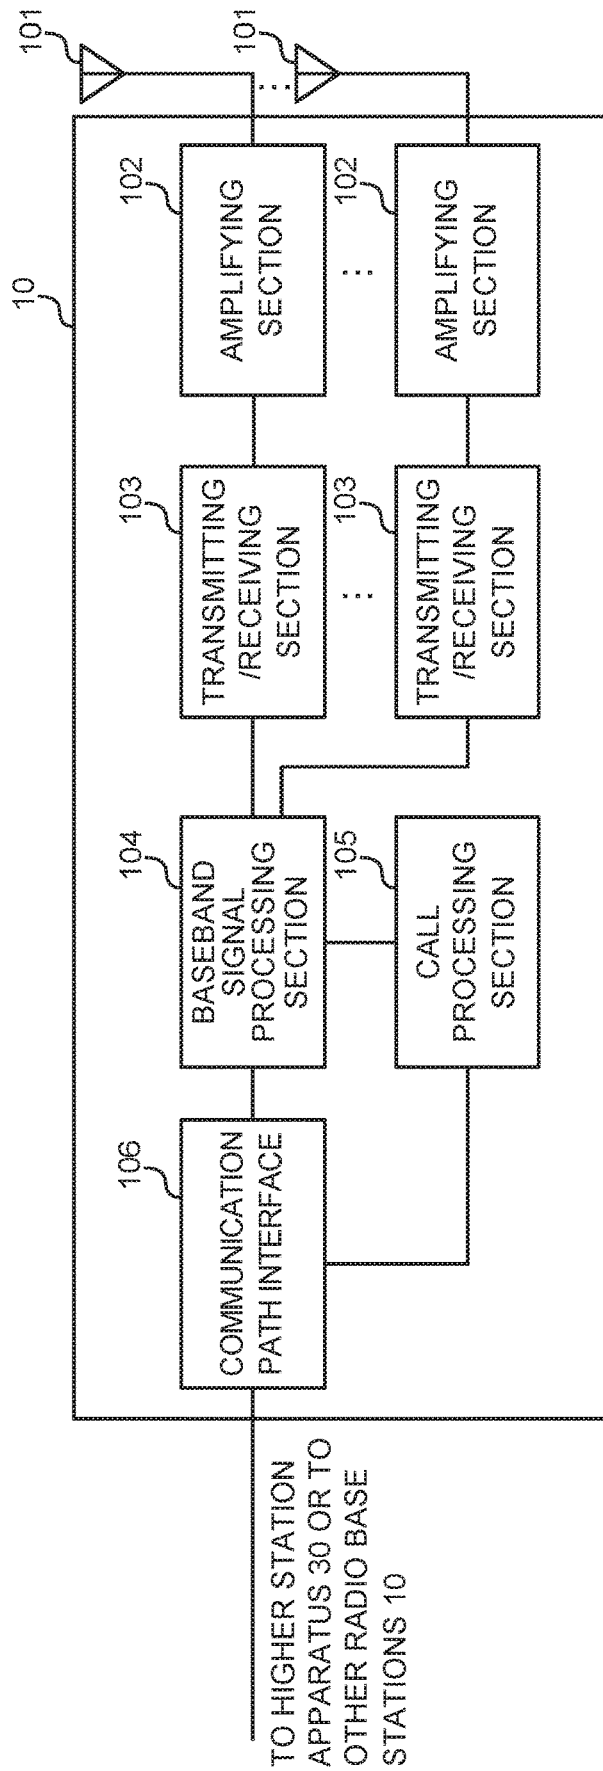 10
101
101
102
AMPLIFYING
SECTION
102
AMPLIFYING
SECTION
103
TRANSMITTING
/RECEIVING
SECTION
103
TRANSMITTING
/RECEIVING
SECTION
104
BASEBAND
SIGNAL
PROCESSING
SECTION
105
CALL
PROCESSING
SECTION
106
COMMUNICATION
PATH INTERFACE
TO HIGHER STATION
APPARATUS 30 OR TO
OTHER RADIO BASE
STATIONS 10